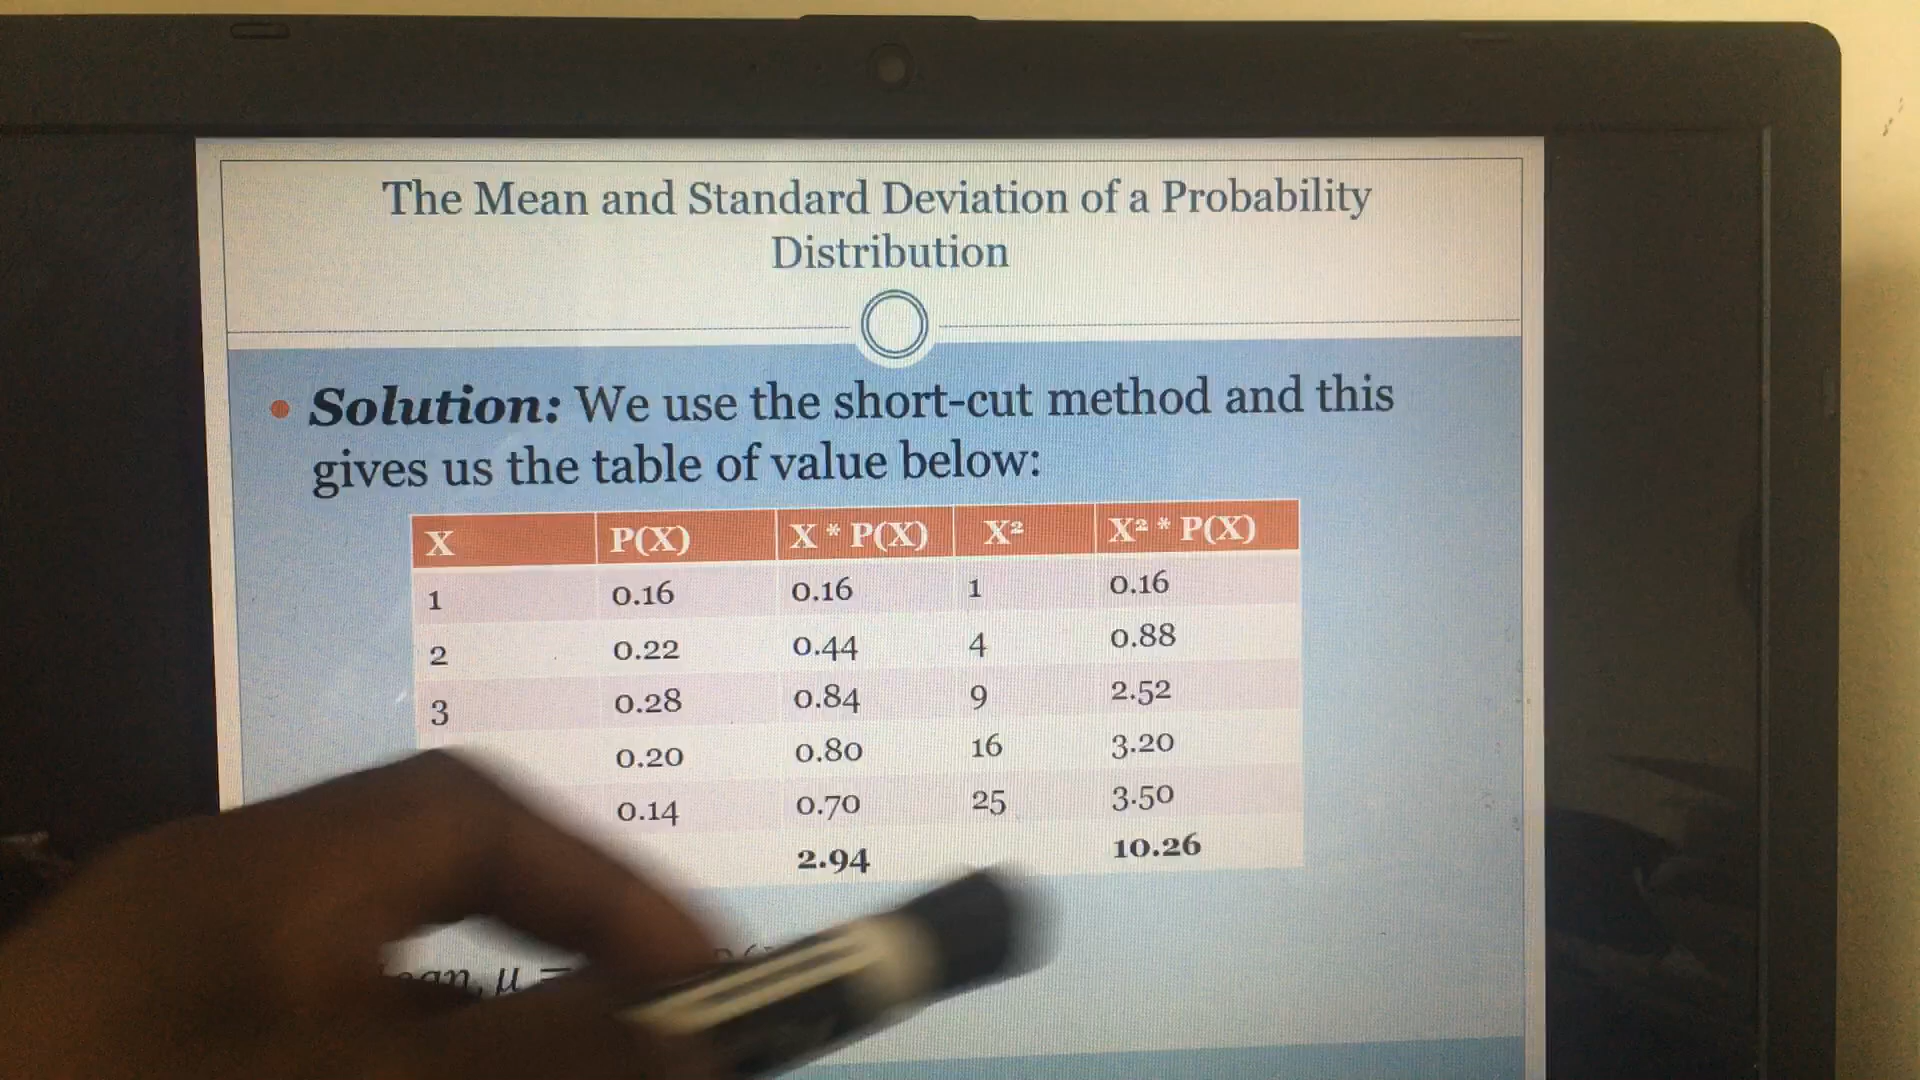 The Mean and Standard Deviation of a Probability
Distribution
• Solution: We use the short-cut method and this
gives us the table of value below:
X P(X) X * P(X) X² X² * P(X)
1 0.16 0.16 1 0.16
2 0.22 0.44 4 0.88
3 0.28 0.84 9 2.52
0.20 0.80 16 3.20
0.14 0.70 25 3.50
2.94 10.26
μ =